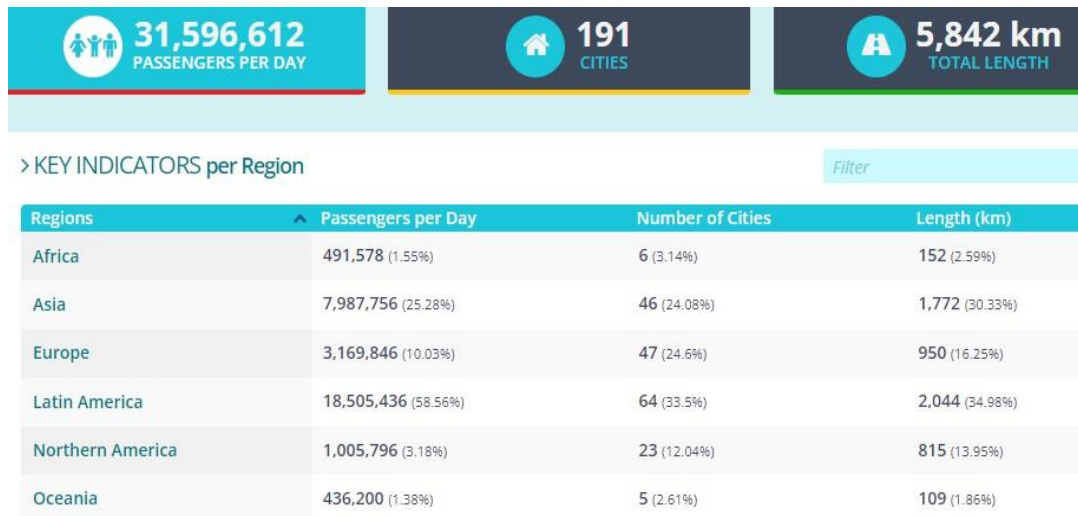 31,596,612
PASSENGERS PER DAY
191
CITIES
5,842 km
TOTAL LENGTH
> KEY INDICATORS per Region
Filter
Regions Passengers per Day Number of Cities Length (km)
Africa 491,578 (1.55%) 6 (3.14%) 152 (2.59%)
Asia 7,987,756 (25.28%) 46 (24.08%) 1,772 (30.33%)
Europe 3,169,846 (10.03%) 47 (24.6%) 950 (16.25%)
Latin America 18,505,436 (58.56%) 64 (33.5%) 2,044 (34.98%)
Northern America 1,005,796 (3.18%) 23 (12.04%) 815 (13.95%)
Oceania 436,200 (1.38%) 5 (2.61%) 109 (1.86%)